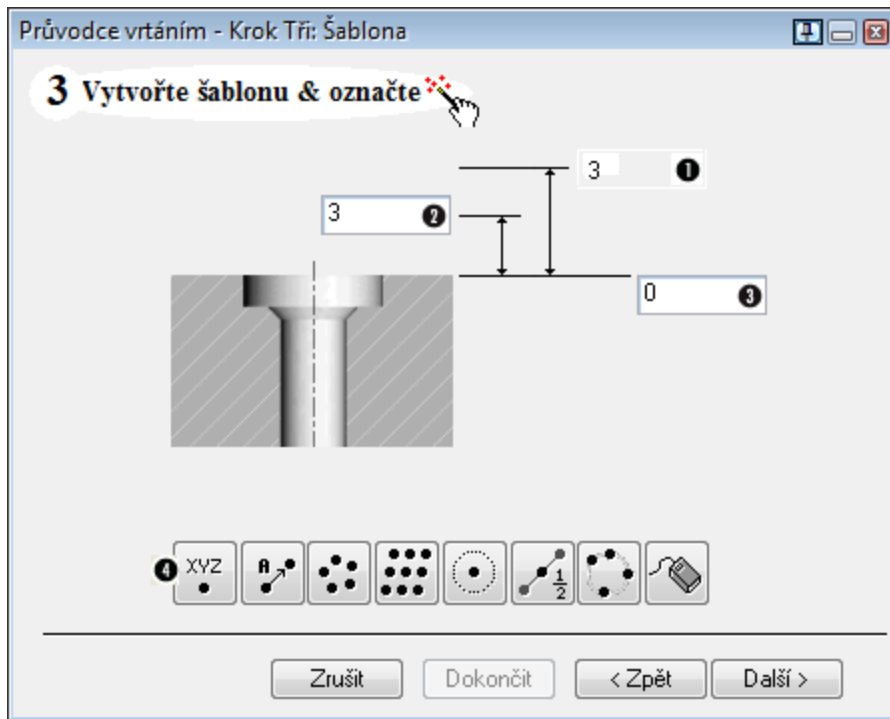 Průvodce vrtáním - Krok Tři: Šablona
3 Vytvořte šablonu & označte
3 1
3 2
0 3
4 XYZ
A
1/2
Zrušit Dokončit < Zpět Další >